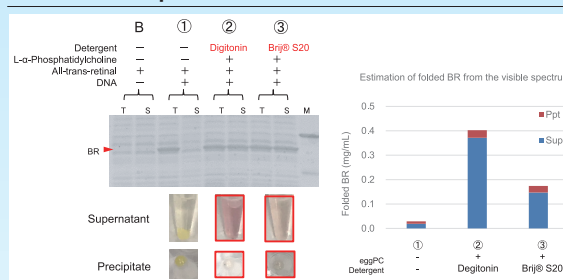 B ① ② ③
Detergent – – Digitonin Brij® S20
L-α-Phosphatidylcholine – – + +
All-trans-retinal + + + +
DNA – + + +
T S T S T S T S M
BR
Supernatant
Precipitate
Estimation of folded BR from the visible spectru
Folded BR (mg/mL)
0.5
0.4
0.3
0.2
0.1
0.0
Ppt
Sup
① ② ③
eggPC - + +
Detergent - Degitonin Brij® S20